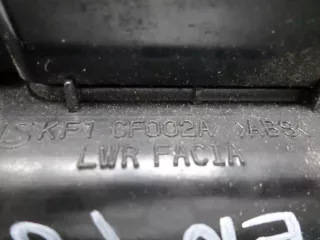 SKF1 CF002A >ABS<
LWR FACIA